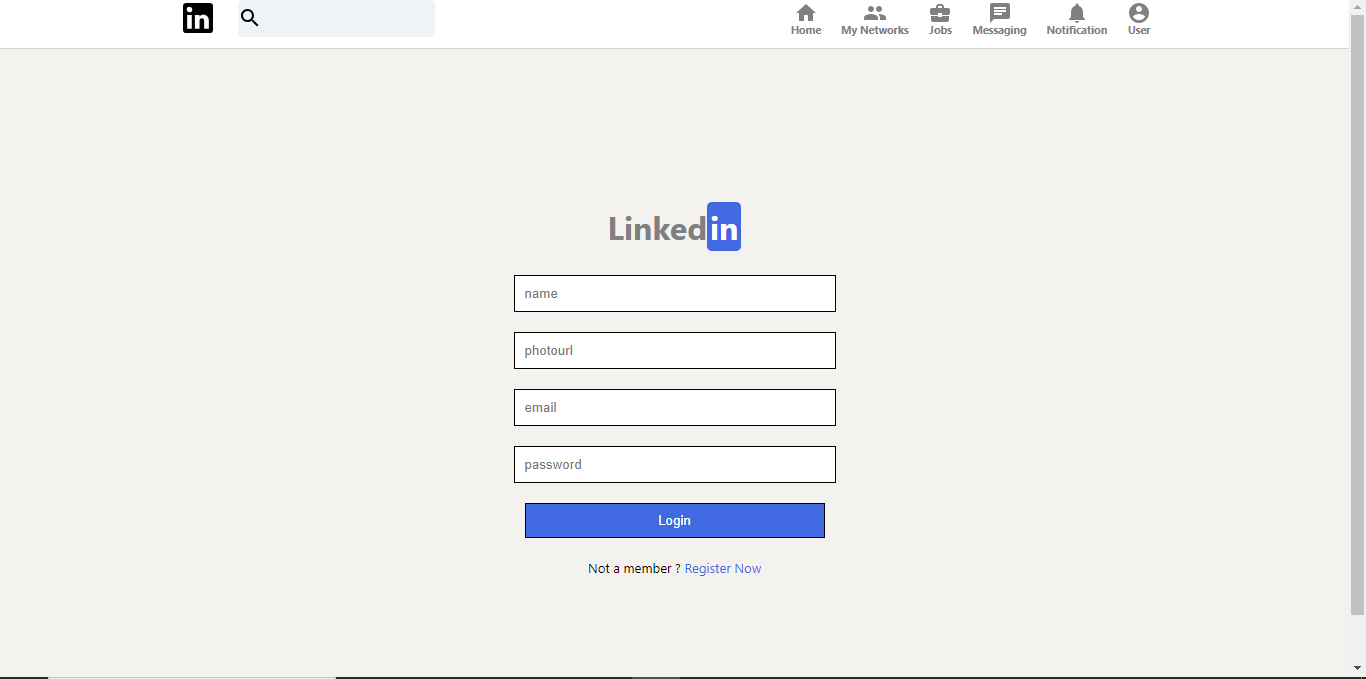 in
Home My Networks Jobs Messaging Notification User
Linkedin
name
photourl
email
password
Login
Not a member ? Register Now